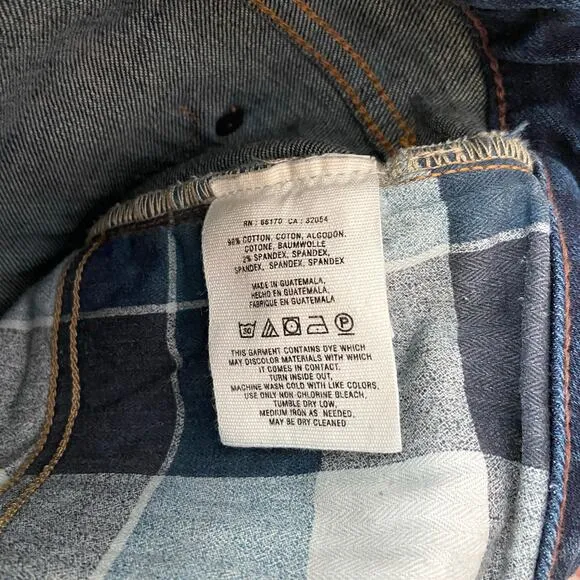 RN : 66170 CA : 32054
98% COTTON, COTON, ALGODON.
COTONE, BAUMWOLLE
2% SPANDEX, SPANDEX,
SPANDEX, SPANDEX, SPANDEX
MADE IN GUATEMALA,
HECHO EN GUATEMALA,
FABRIQUE EN GUATEMALA
30 P
THIS GARMENT CONTAINS DYE WHICH
MAY DISCOLOR MATERIALS WITH WHICH
IT COMES IN CONTACT.
TURN INSIDE OUT,
MACHINE WASH COLD WITH LIKE COLORS,
USE ONLY NON-CHLORINE BLEACH,
TUMBLE DRY LOW,
MEDIUM IRON AS NEEDED,
MAY BE DRY CLEANED